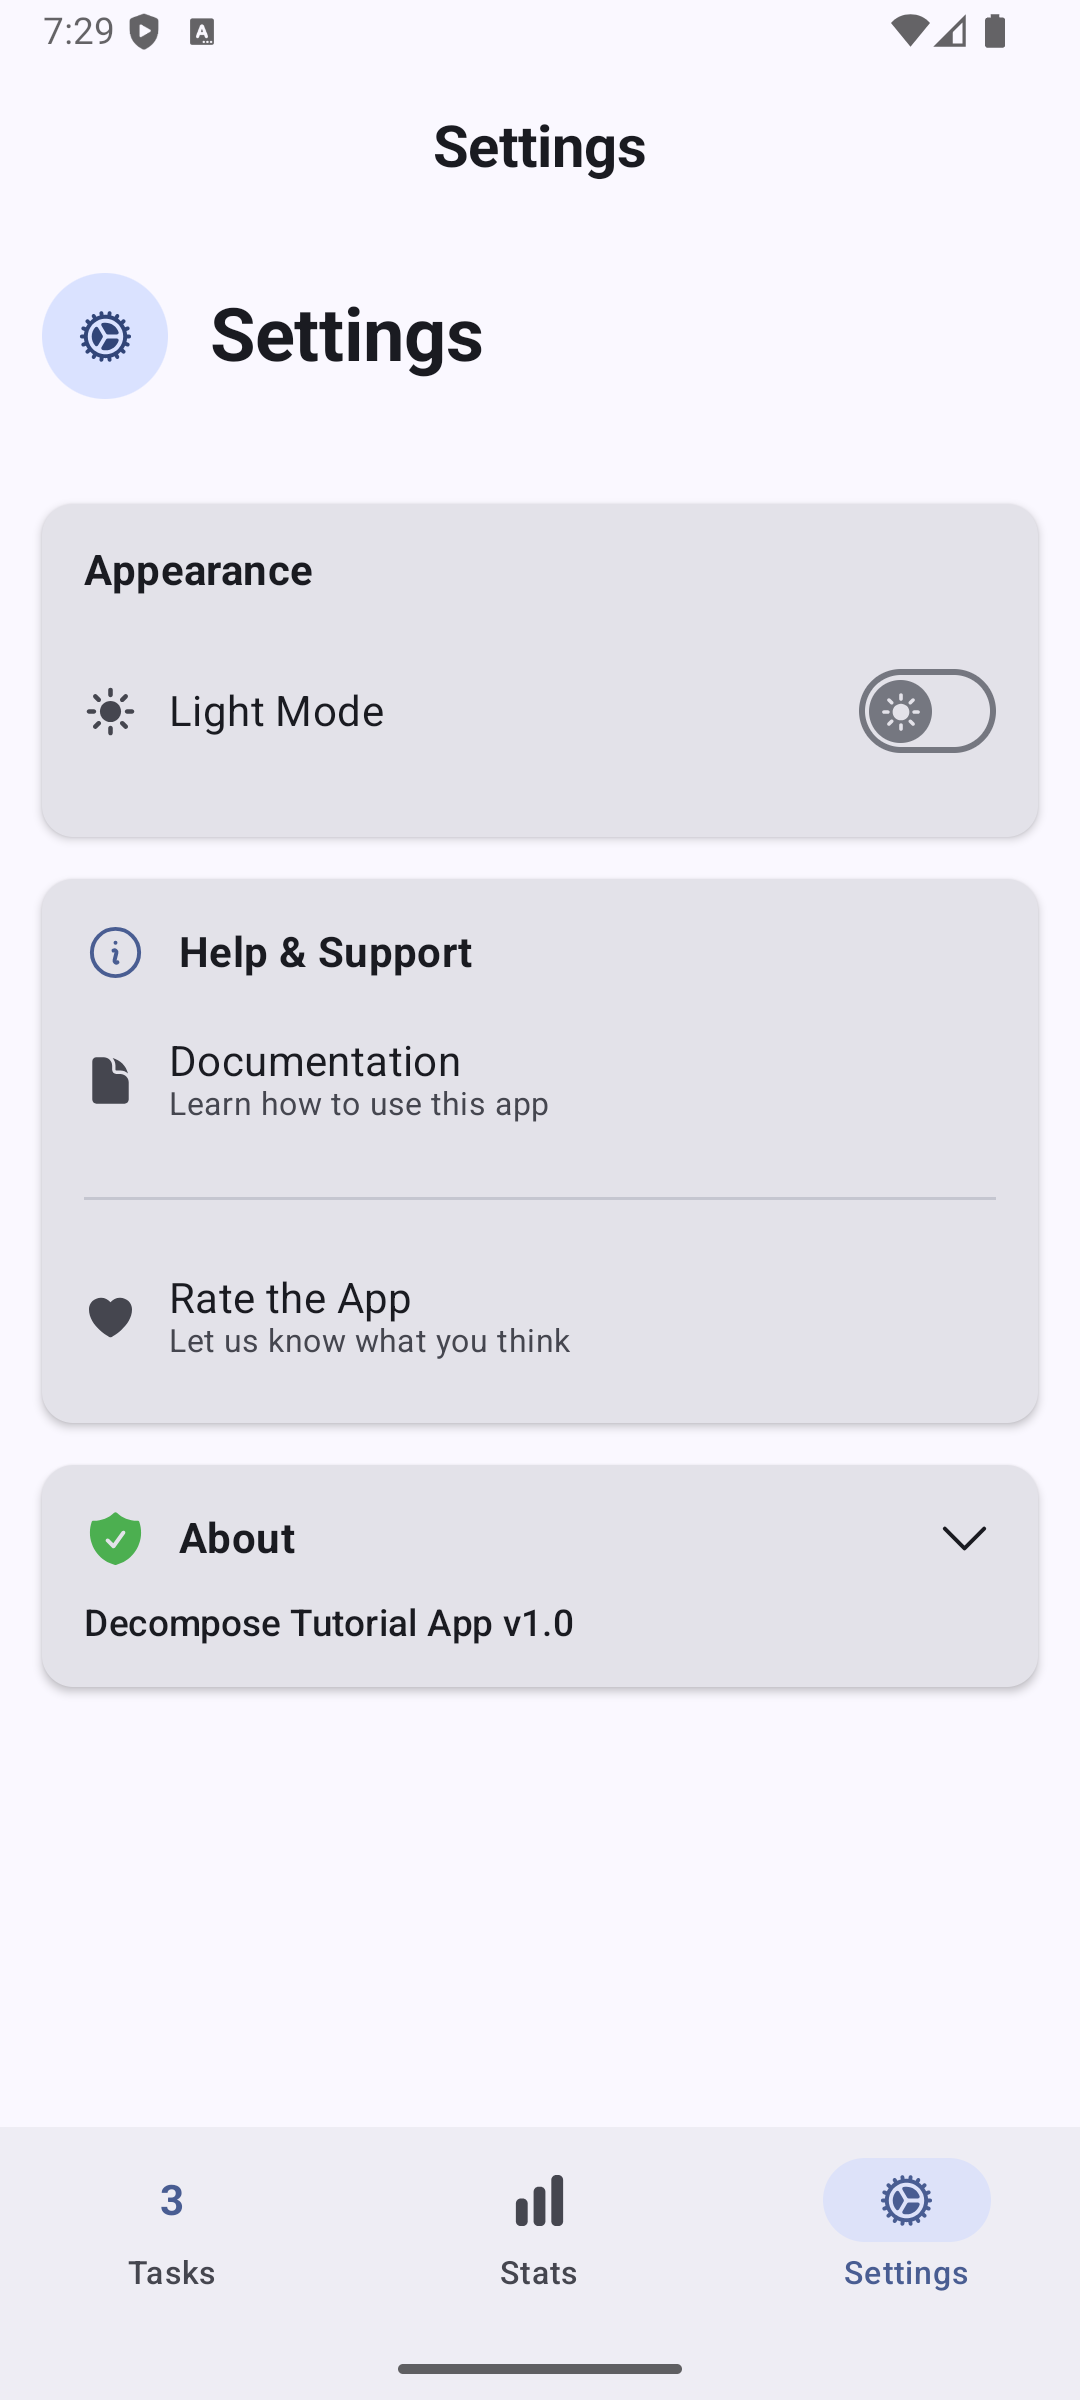 7:29
Settings
Settings
Appearance
Light Mode
Help & Support
Documentation
Learn how to use this app
Rate the App
Let us know what you think
About
Decompose Tutorial App v1.0
3
Tasks
Stats
Settings